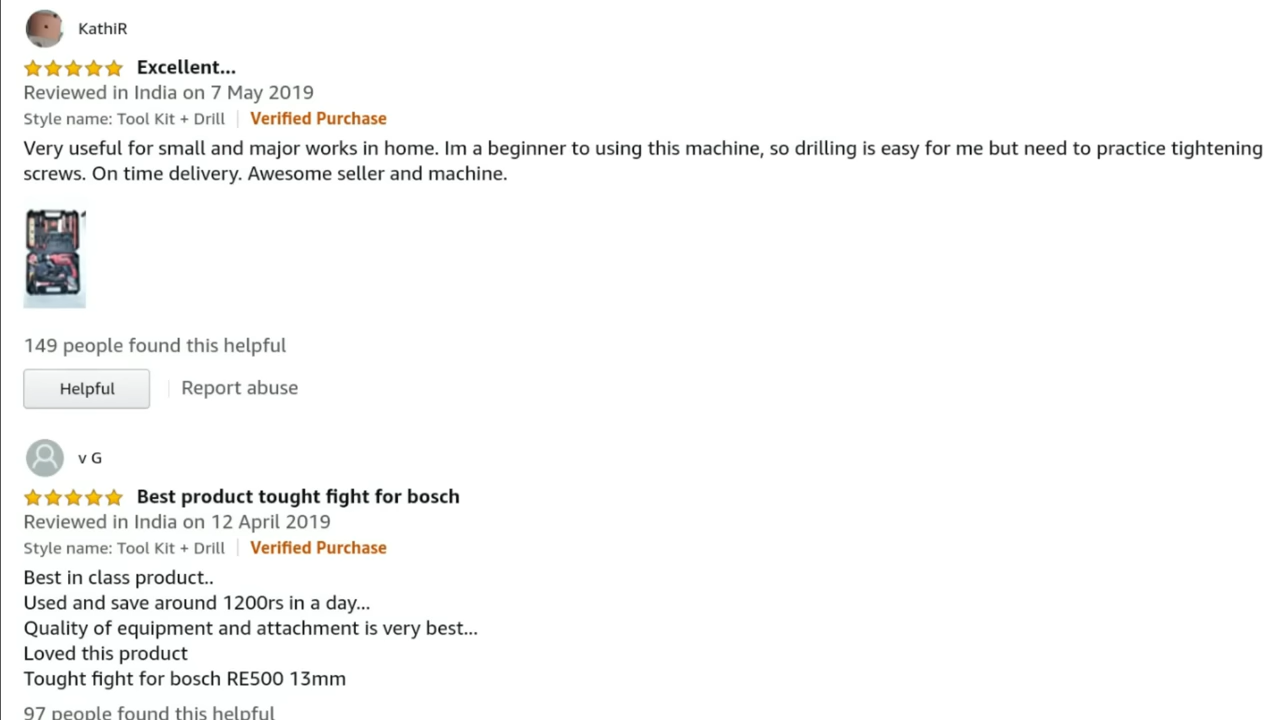 KathiR
Excellent...
Reviewed in India on 7 May 2019
Style name: Tool Kit + Drill | Verified Purchase
Very useful for small and major works in home. Im a beginner to using this machine, so drilling is easy for me but need to practice tightening
screws. On time delivery. Awesome seller and machine.
149 people found this helpful
Helpful | Report abuse
v G
Best product tought fight for bosch
Reviewed in India on 12 April 2019
Style name: Tool Kit + Drill | Verified Purchase
Best in class product..
Used and save around 1200rs in a day...
Quality of equipment and attachment is very best...
Loved this product
Tought fight for bosch RE500 13mm
97 people found this helpful